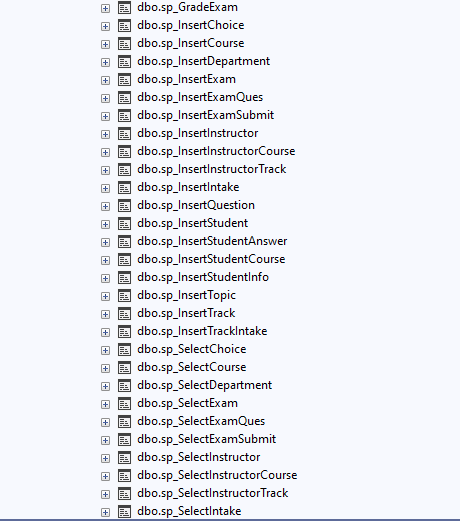 dbo.sp_GradeExam
dbo.sp_InsertChoice
dbo.sp_InsertCourse
dbo.sp_InsertDepartment
dbo.sp_InsertExam
dbo.sp_InsertExamQues
dbo.sp_InsertExamSubmit
dbo.sp_InsertInstructor
dbo.sp_InsertInstructorCourse
dbo.sp_InsertInstructorTrack
dbo.sp_InsertIntake
dbo.sp_InsertQuestion
dbo.sp_InsertStudent
dbo.sp_InsertStudentAnswer
dbo.sp_InsertStudentCourse
dbo.sp_InsertStudentInfo
dbo.sp_InsertTopic
dbo.sp_InsertTrack
dbo.sp_InsertTrackIntake
dbo.sp_SelectChoice
dbo.sp_SelectCourse
dbo.sp_SelectDepartment
dbo.sp_SelectExam
dbo.sp_SelectExamQues
dbo.sp_SelectExamSubmit
dbo.sp_SelectInstructor
dbo.sp_SelectInstructorCourse
dbo.sp_SelectInstructorTrack
dbo.sp_SelectIntake